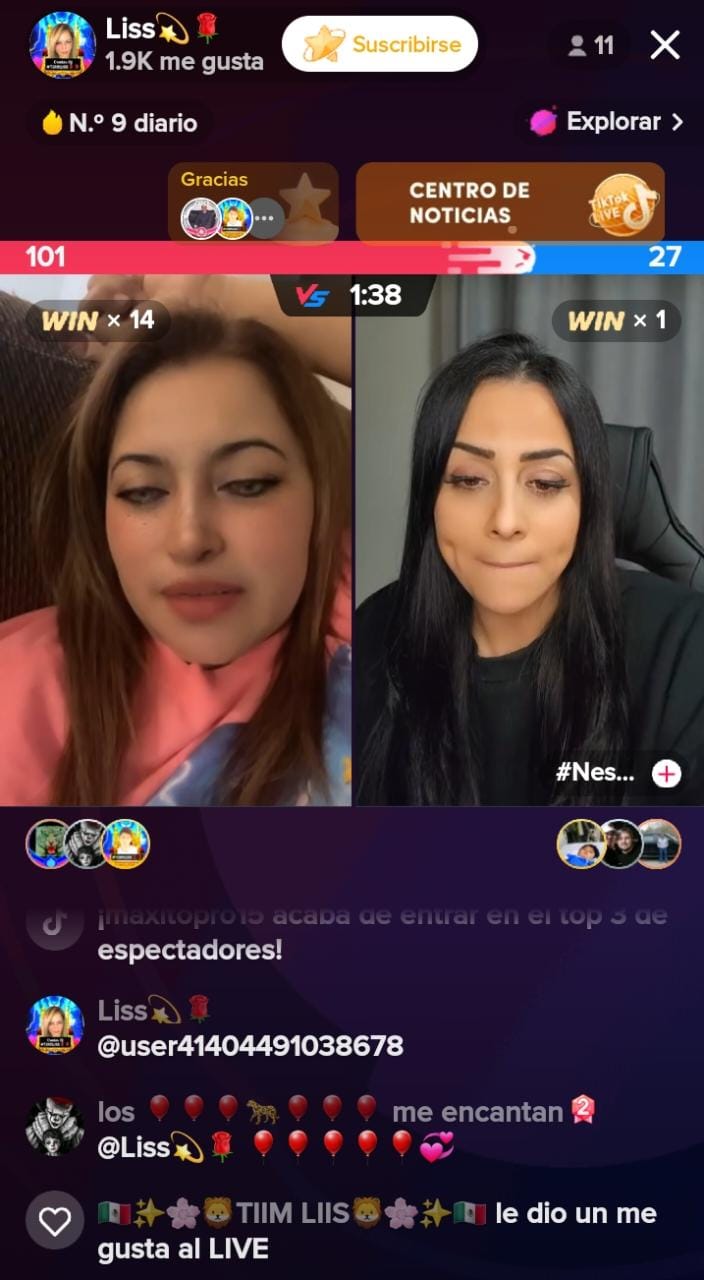 Liss💫🌹
1.9K me gusta
Suscribirse
11
N.º 9 diario
Explorar >
Gracias
CENTRO DE
NOTICIAS
TikTok
LIVE
101
27
VS 1:38
WIN × 14
WIN × 1
#Nes...
¡maxitopro15 acaba de entrar en el top 3 de
espectadores!
Liss💫🌹
@user41404491038678
los 🎈🎈🎈🐆🎈🎈🎈 me encantan 2
@Liss💫🌹 🎈🎈🎈🎈🎈💞
🇲🇽✨🌸🦁TIIM LIIS🦁🌸✨🇲🇽 le dio un me
gusta al LIVE